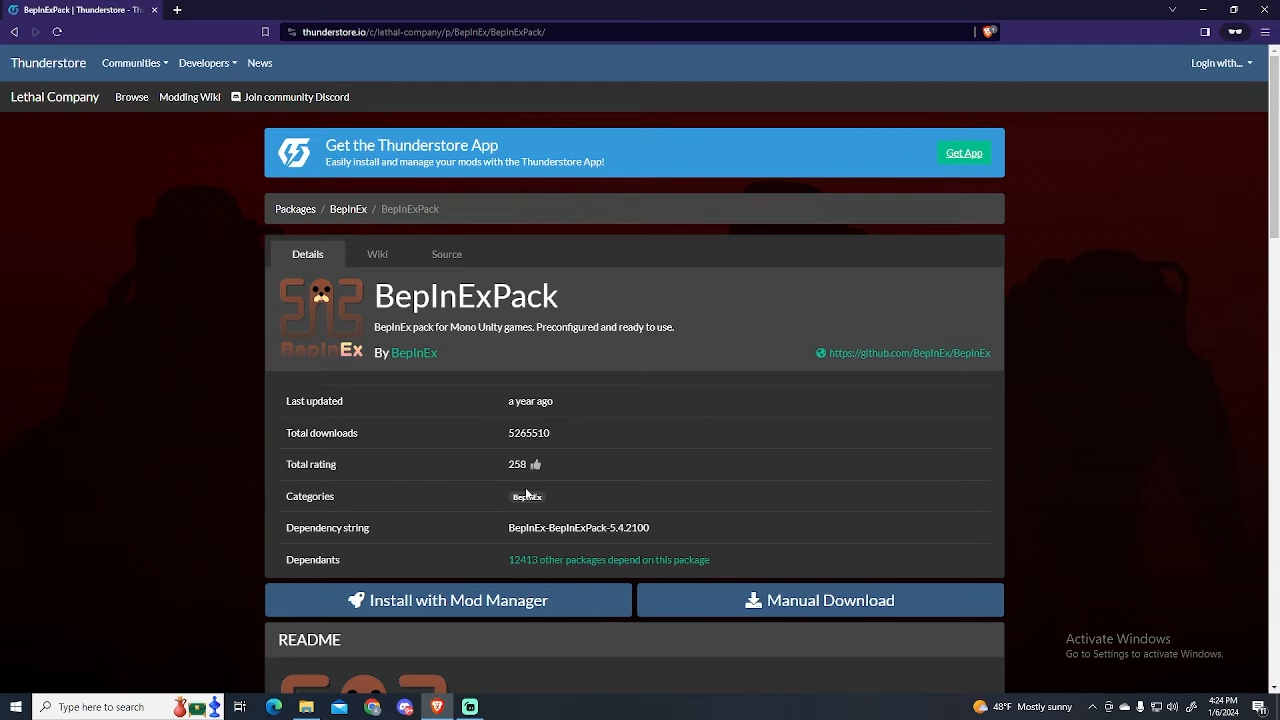 BepInExPack | Thunderstore - Th
thunderstore.io/c/lethal-company/p/BepInEx/BepInExPack/
Thunderstore Communities Developers News Login with...
Lethal Company Browse Modding Wiki Join community Discord
Get the Thunderstore App
Easily install and manage your mods with the Thunderstore App!
Get App
Packages / BepInEx / BepInExPack
Details Wiki Source
BepInExPack
BepInEx pack for Mono Unity games. Preconfigured and ready to use.
BepInEx
By BepInEx
https://github.com/BepInEx/BepInEx
Last updated a year ago
Total downloads 5265510
Total rating 258
Categories BepInEx
Dependency string BepInEx-BepInExPack-5.4.2100
Dependants 12413 other packages depend on this package
Install with Mod Manager Manual Download
README
Activate Windows
Go to Settings to activate Windows.
Type here to search
48°F Mostly sunny
4:24 PM
1/6/2024